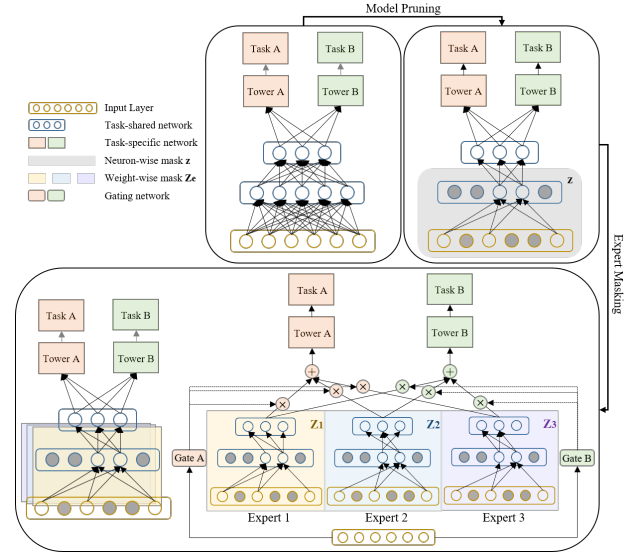 Model Pruning
Task A
Task B
Task A
Task B
Tower A
Tower B
Tower A
Tower B
Input Layer
Task-shared network
Task-specific network
Neuron-wise mask z
Weight-wise mask Ze
Gating network
z
Expert Masking
Task A
Task B
Task A
Task B
Tower A
Tower B
Tower A
Tower B
Z1
Z2
Z3
Gate A
Gate B
Expert 1
Expert 2
Expert 3